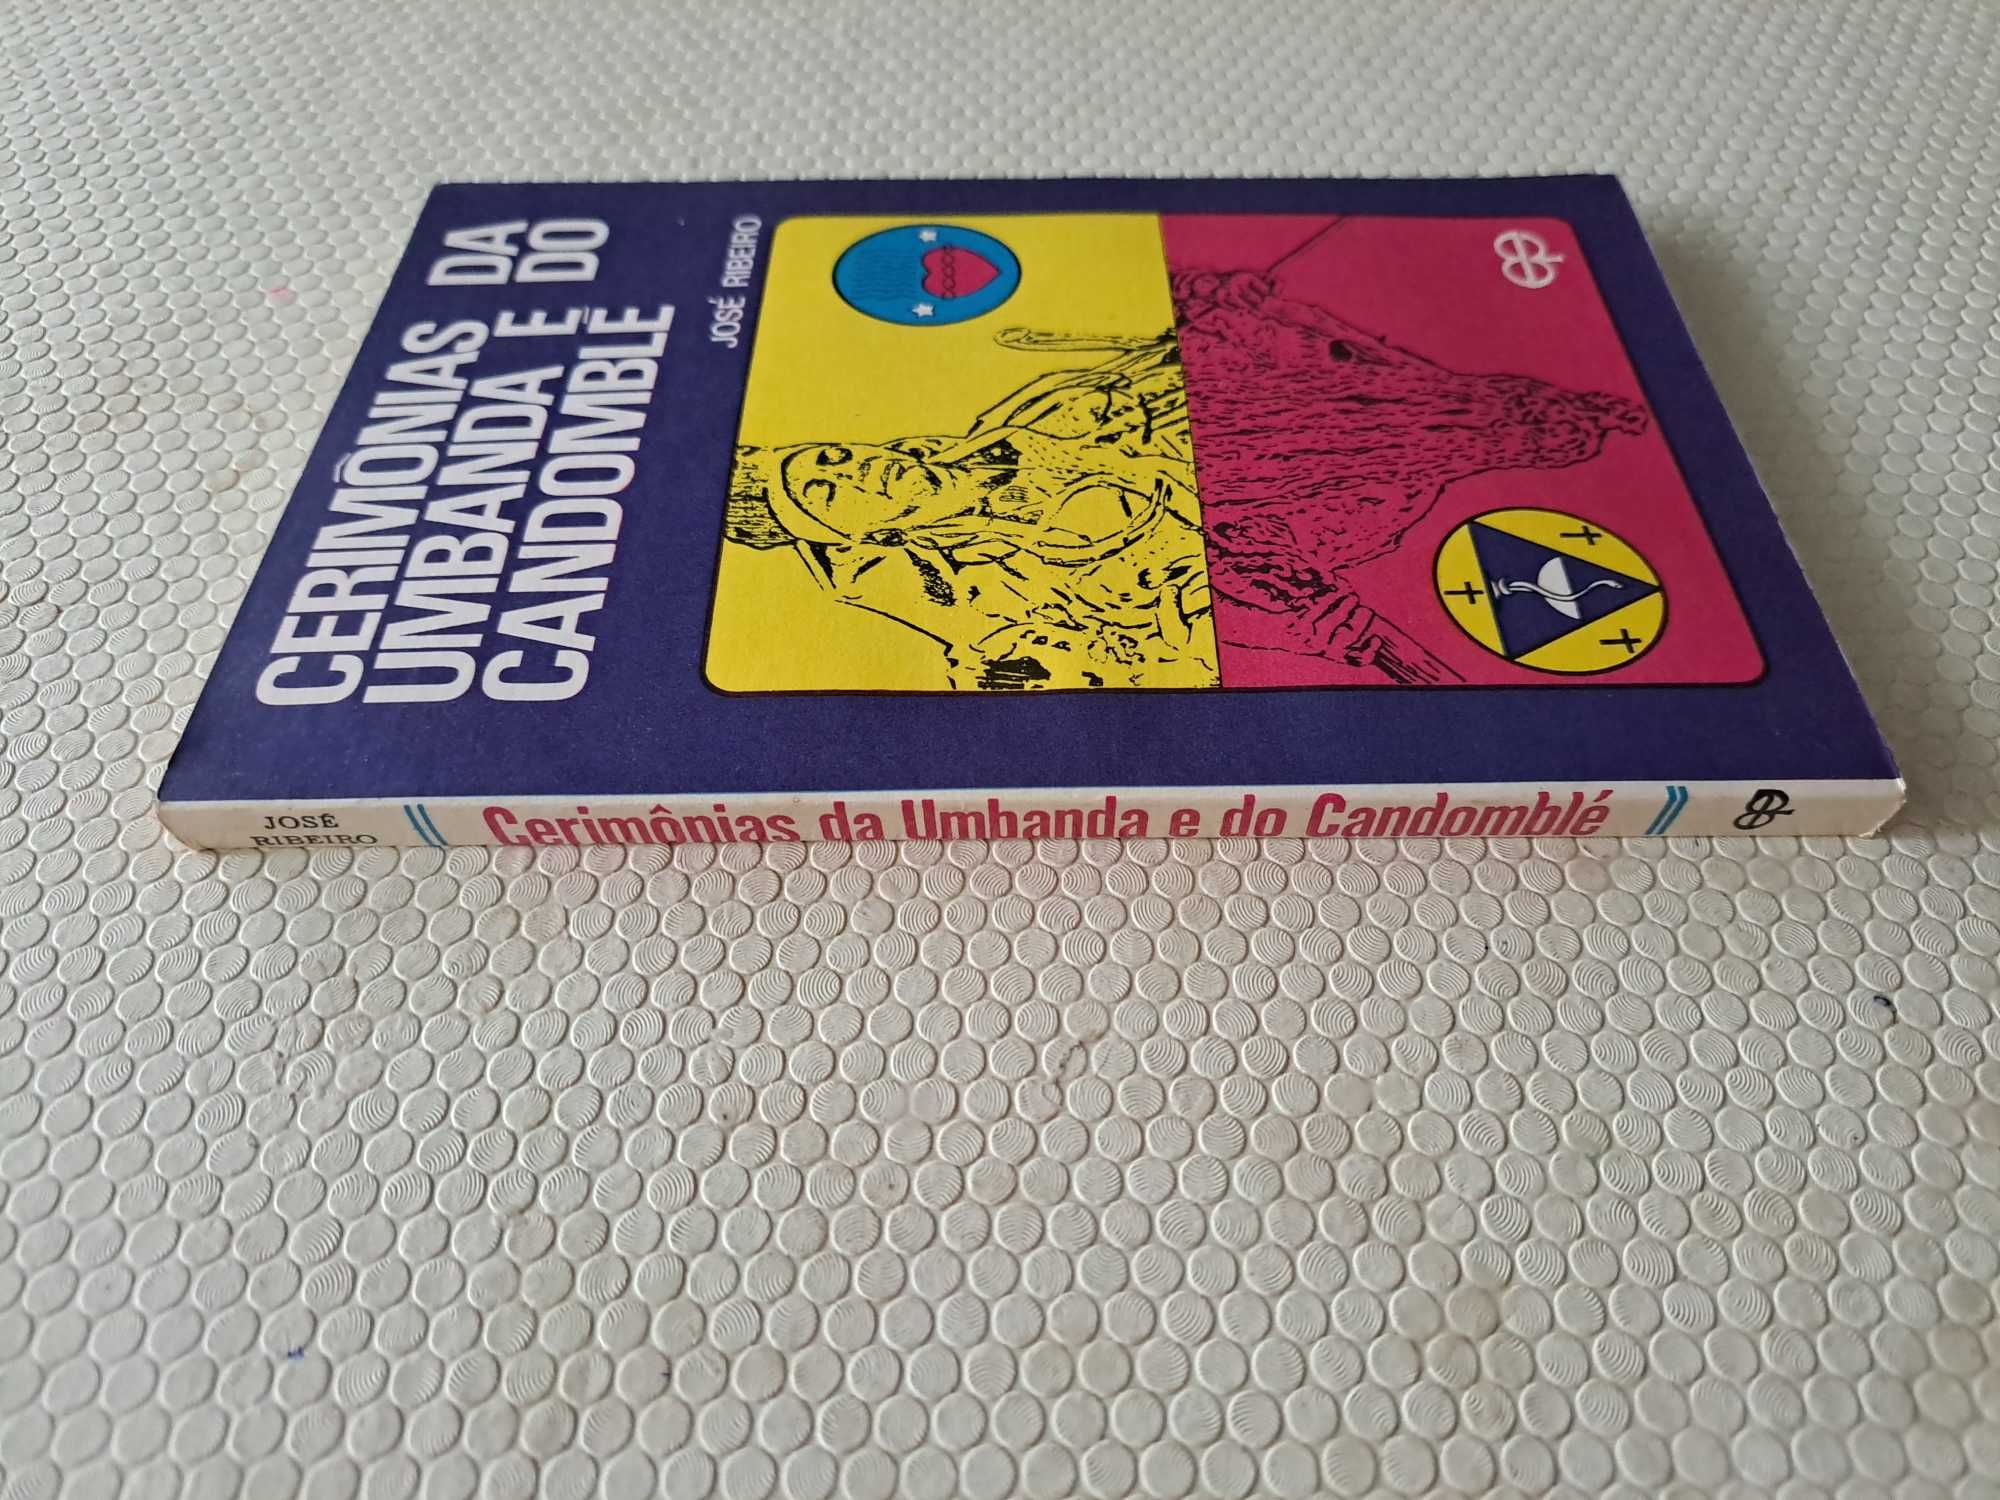 CERIMÔNIAS DA
UMBANDA E DO
CANDOMBLÉ
JOSÉ RIBEIRO
JOSÉ
RIBEIRO
Cerimônias da Umbanda e do Candomblé